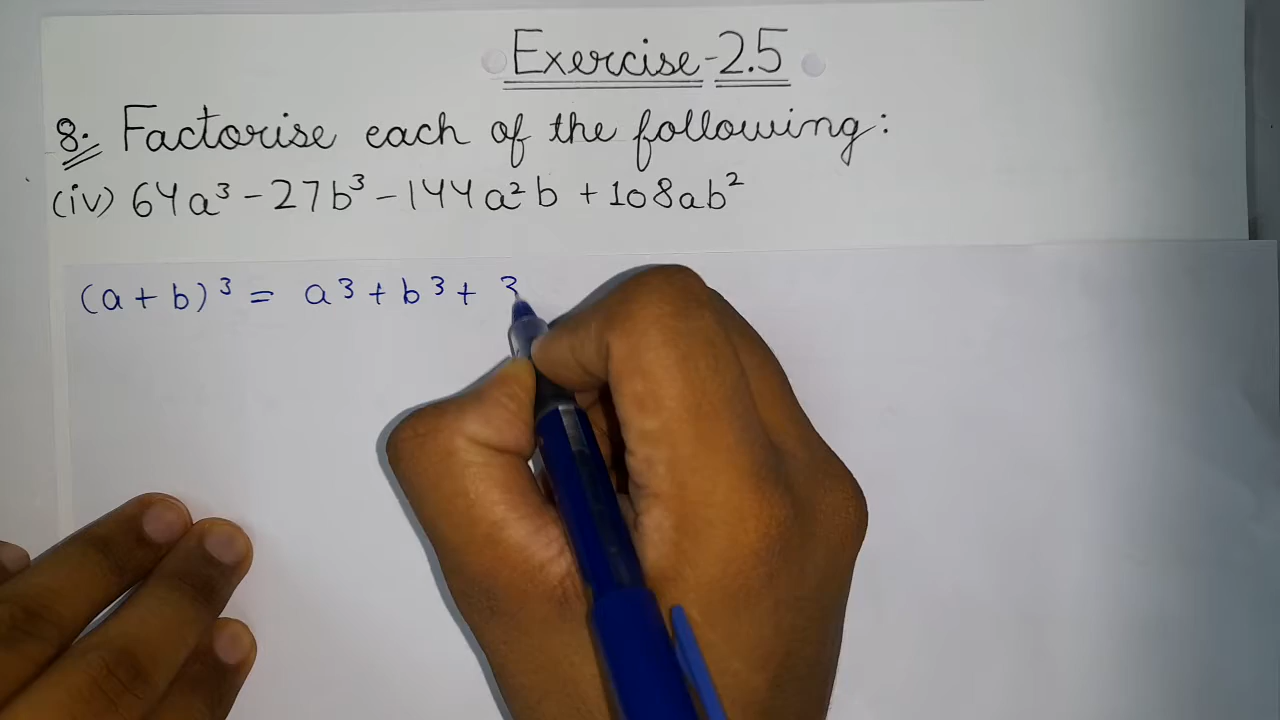 Exercise-2.5
8. Factorise each of the following:
(iv) 64a³ - 27b³ - 144a²b + 108ab²
(a + b)³ = a³ + b³ + 3